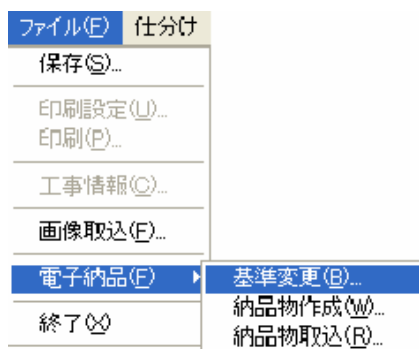 ファイル(F) 仕分け
保存(S)...
印刷設定(U)...
印刷(P)...
工事情報(C)...
画像取込(F)...
電子納品(E) 基準変更(B)...
納品物作成(W)...
終了(X)
納品物取込(R)...